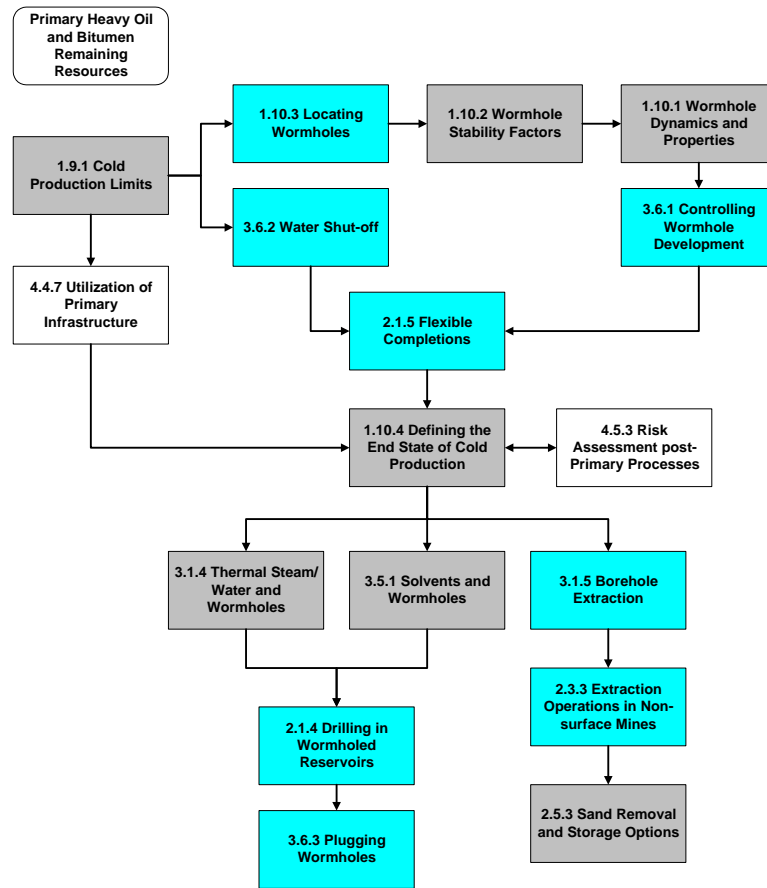 Primary Heavy Oil
and Bitumen
Remaining
Resources
1.10.3 Locating
Wormholes
1.10.2 Wormhole
Stability Factors
1.10.1 Wormhole
Dynamics and
Properties
1.9.1 Cold
Production Limits
3.6.2 Water Shut-off
3.6.1 Controlling
Wormhole
Development
4.4.7 Utilization of
Primary
Infrastructure
2.1.5 Flexible
Completions
1.10.4 Defining the
End State of Cold
Production
4.5.3 Risk
Assessment post-
Primary Processes
3.1.4 Thermal Steam/
Water and
Wormholes
3.5.1 Solvents and
Wormholes
3.1.5 Borehole
Extraction
2.3.3 Extraction
Operations in Non-
surface Mines
2.1.4 Drilling in
Wormholed
Reservoirs
2.5.3 Sand Removal
and Storage Options
3.6.3 Plugging
Wormholes